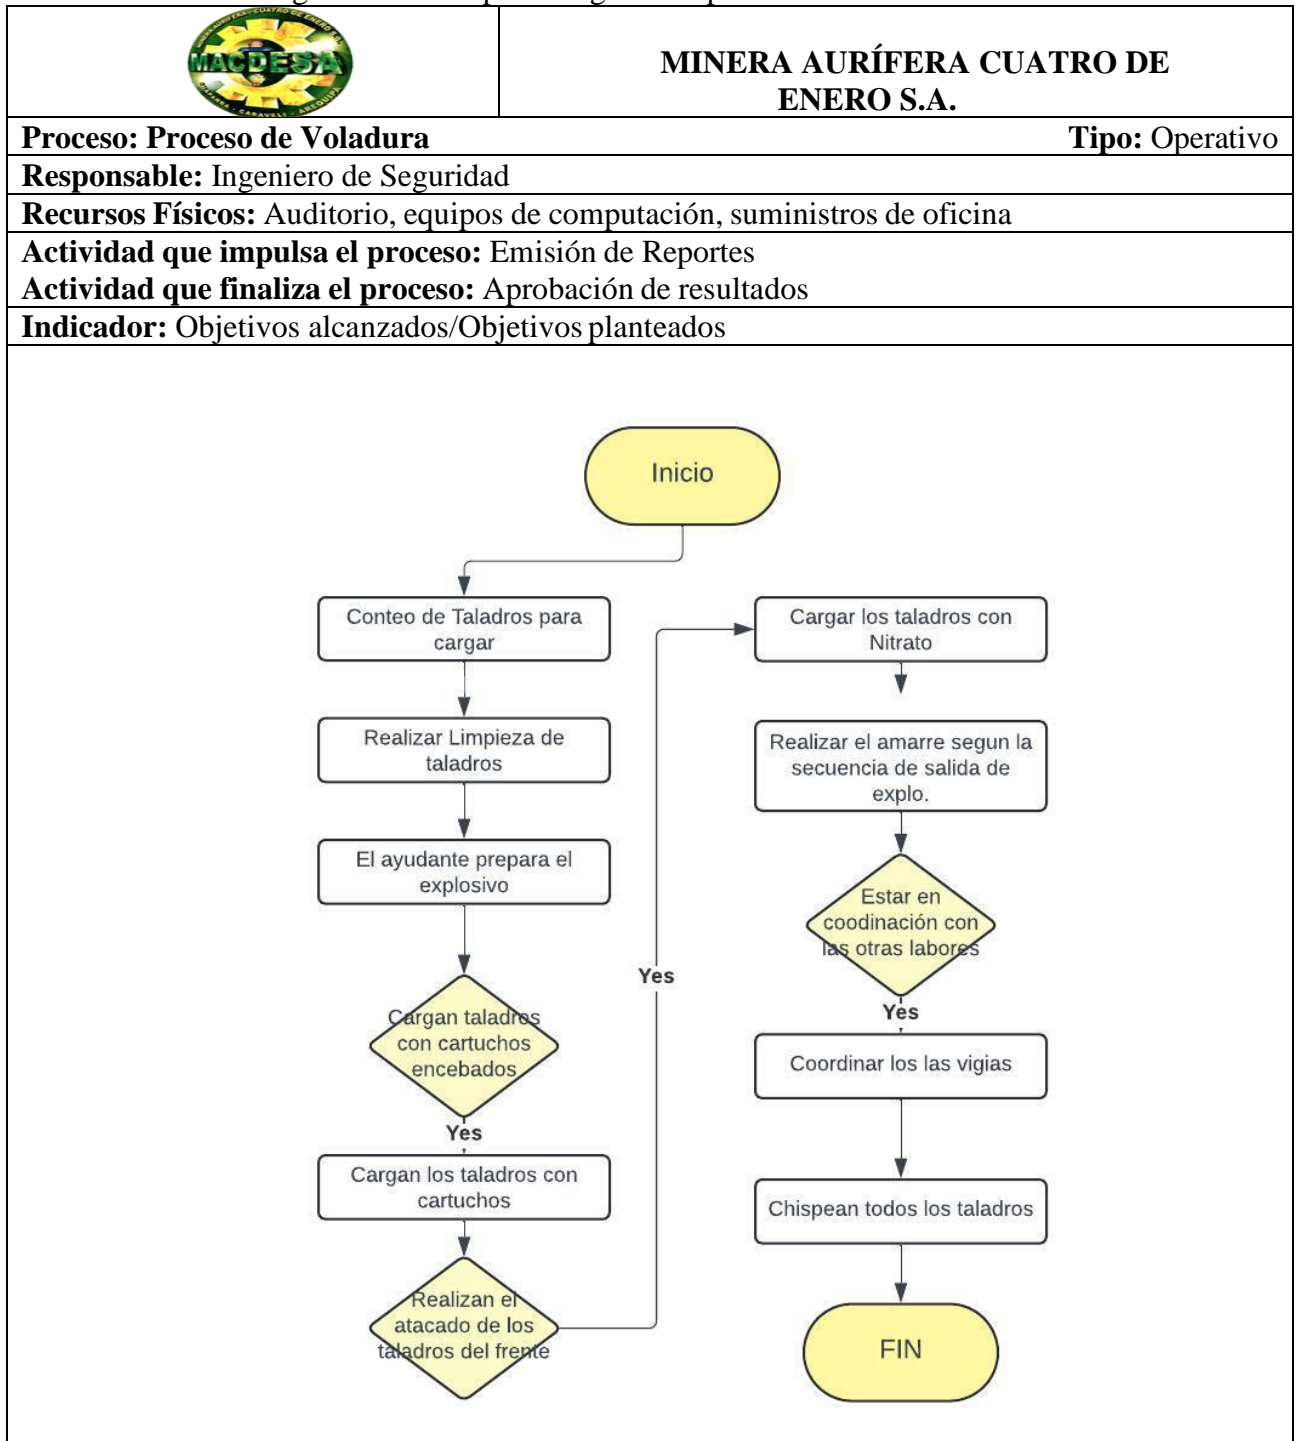 MACDESA
MINERA AURÍFERA CUATRO DE
ENERO S.A.
Proceso: Proceso de Voladura Tipo: Operativo
Responsable: Ingeniero de Seguridad
Recursos Físicos: Auditorio, equipos de computación, suministros de oficina
Actividad que impulsa el proceso: Emisión de Reportes
Actividad que finaliza el proceso: Aprobación de resultados
Indicador: Objetivos alcanzados/Objetivos planteados
Inicio
Conteo de Taladros para
cargar
Realizar Limpieza de
taladros
El ayudante prepara el
explosivo
Cargan taladros
con cartuchos
encebados
Yes
Cargan los taladros con
cartuchos
Realizan el
atacado de los
taladros del frente
Yes
Cargar los taladros con
Nitrato
Realizar el amarre segun la
secuencia de salida de
explo.
Estar en
coodinación con
las otras labores
Yes
Coordinar los las vigias
Chispean todos los taladros
FIN